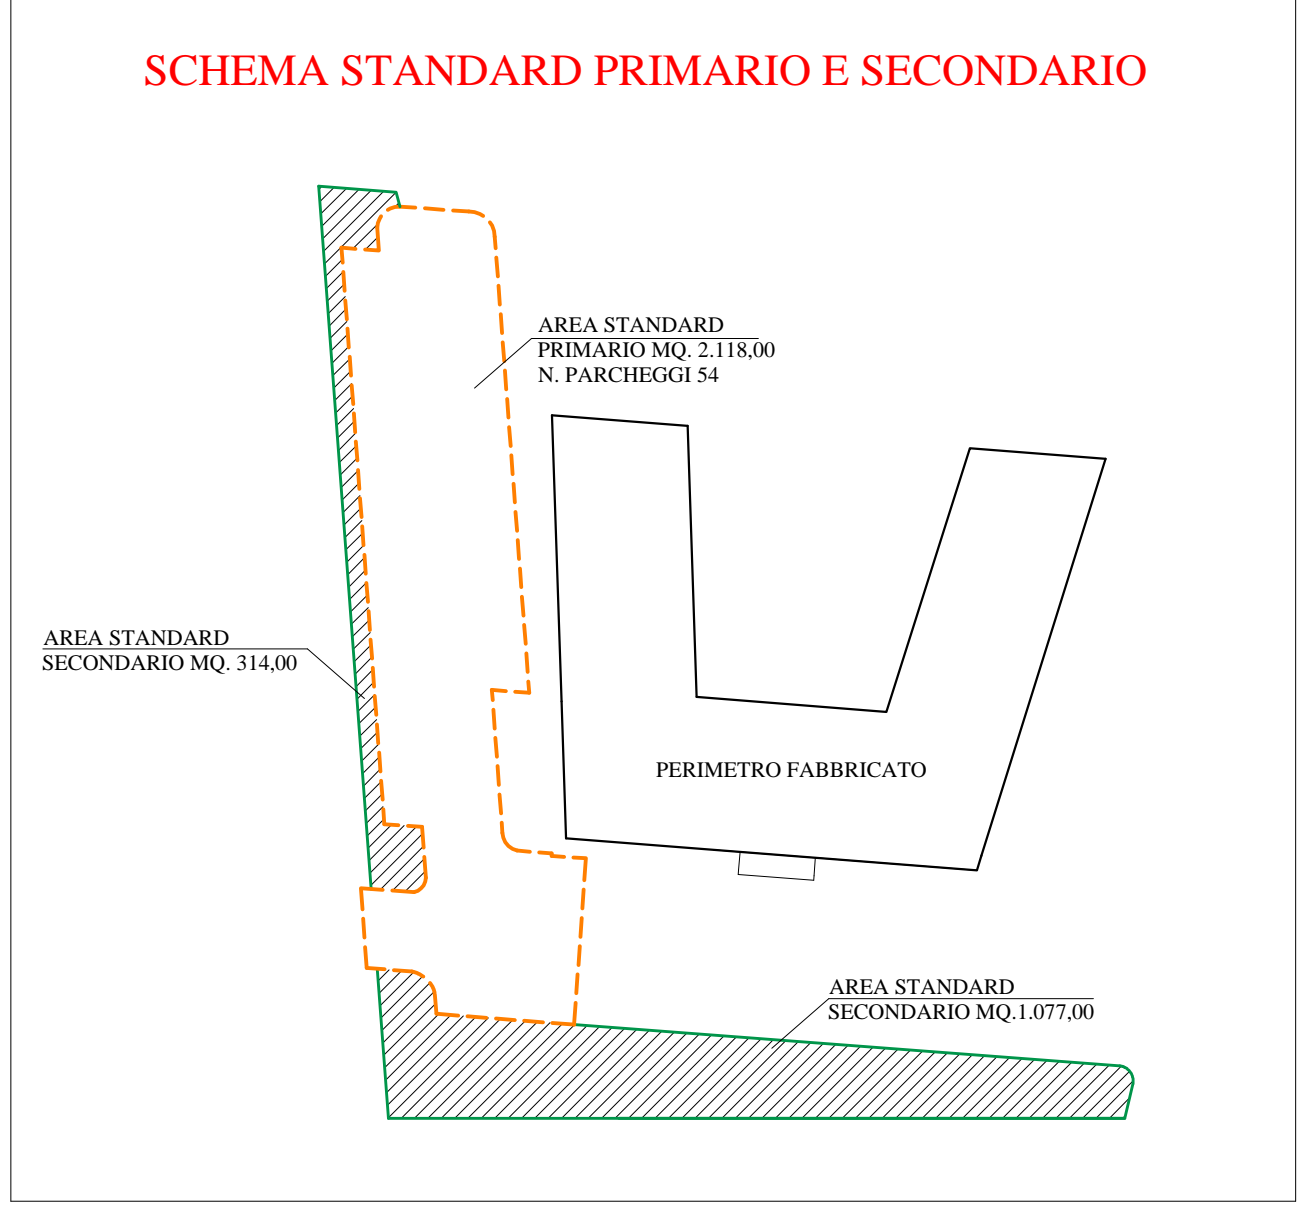 SCHEMA STANDARD PRIMARIO E SECONDARIO
AREA STANDARD
PRIMARIO MQ. 2.118,00
N. PARCHEGGI 54
AREA STANDARD
SECONDARIO MQ. 314,00
PERIMETRO FABBRICATO
AREA STANDARD
SECONDARIO MQ.1.077,00